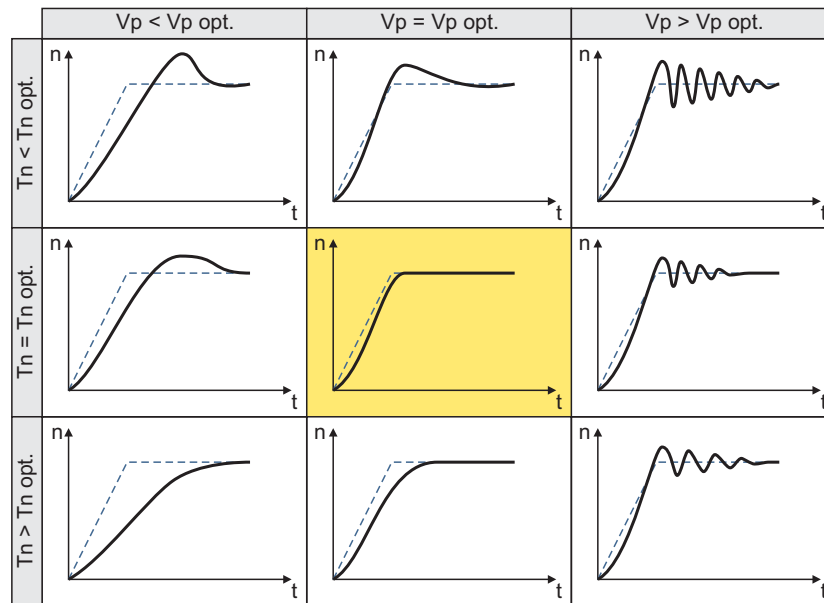 Vp < Vp opt.
Vp = Vp opt.
Vp > Vp opt.
Tn < Tn opt.
n
t
n
t
n
t
Tn = Tn opt.
n
t
n
t
n
t
Tn > Tn opt.
n
t
n
t
n
t